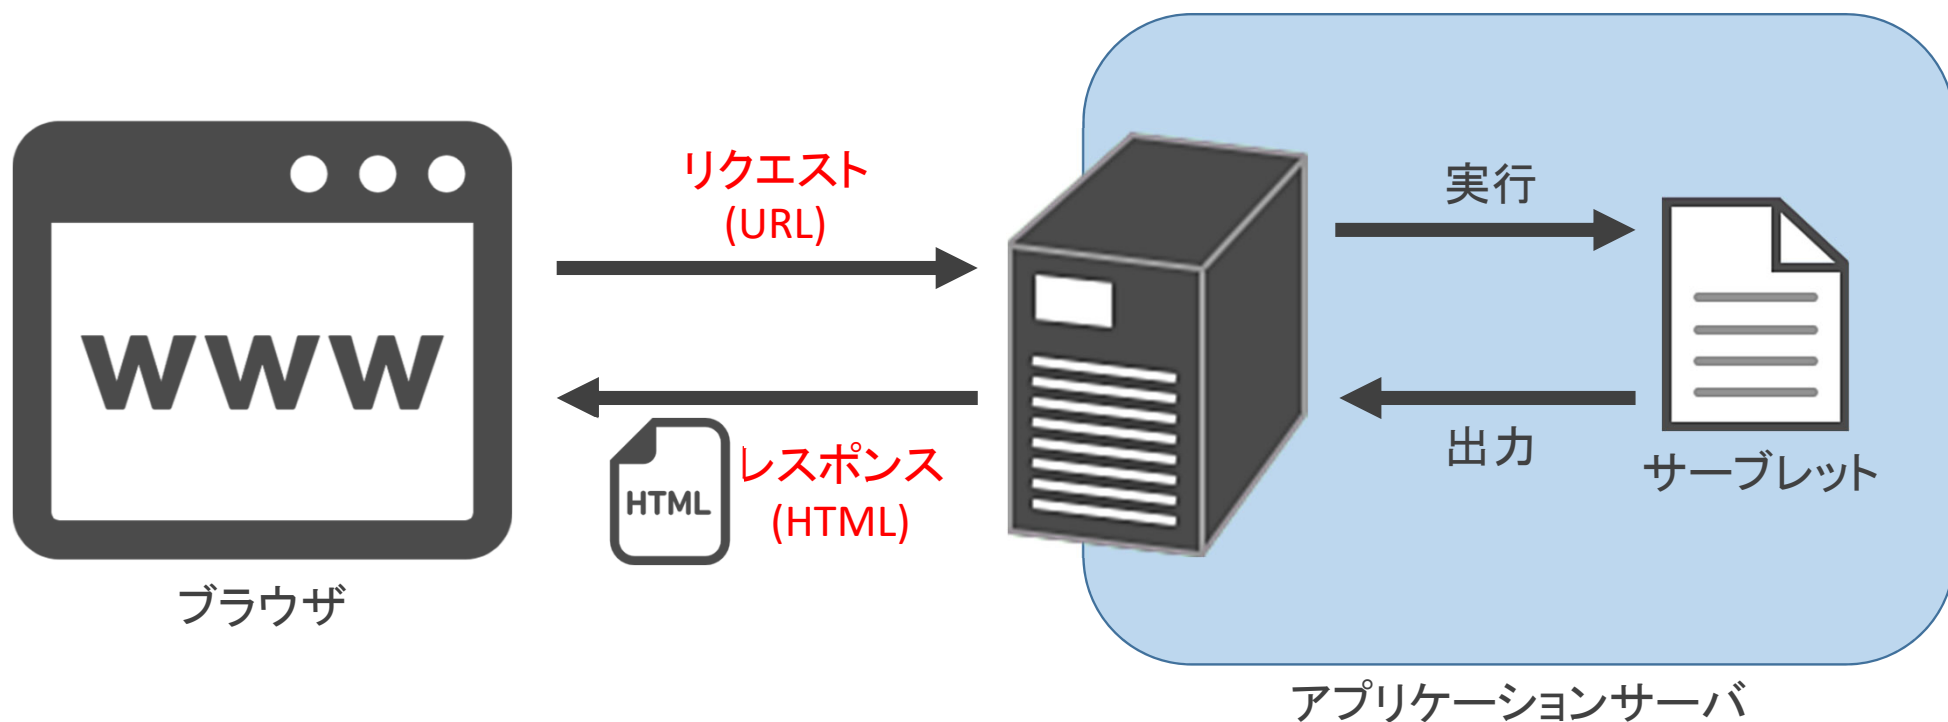 WWW
ブラウザ
リクエスト
(URL)
HTML
レスポンス
(HTML)
実行
出力
サーブレット
アプリケーションサーバ